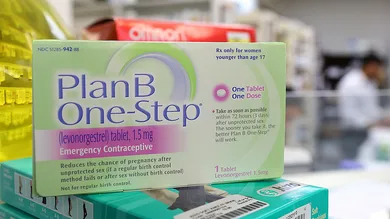 OMRON
NDC 51285-942-88
Rx only for women
younger than age 17
Plan B
One-Step®
(levonorgestrel) tablet, 1.5 mg
Emergency Contraceptive
One Tablet
One Dose
Take as soon as possible
within 72 hours (3 days)
after unprotected sex.
The sooner you take it, the
better Plan B One-Step®
will work.
Reduces the chance of pregnancy after
unprotected sex (if a regular birth control
method fails or after sex without birth control)
Not for regular birth control.
1 Tablet
Levonorgestrel 1.5mg